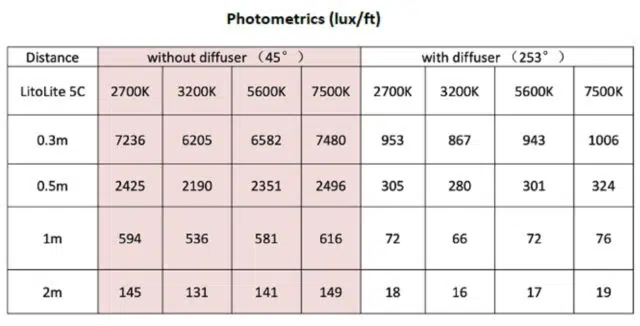 Photometrics (lux/ft)
Distance without diffuser （45°） with diffuser （253°）
LitoLite 5C 2700K 3200K 5600K 7500K 2700K 3200K 5600K 7500K
0.3m 7236 6205 6582 7480 953 867 943 1006
0.5m 2425 2190 2351 2496 305 280 301 324
1m 594 536 581 616 72 66 72 76
2m 145 131 141 149 18 16 17 19